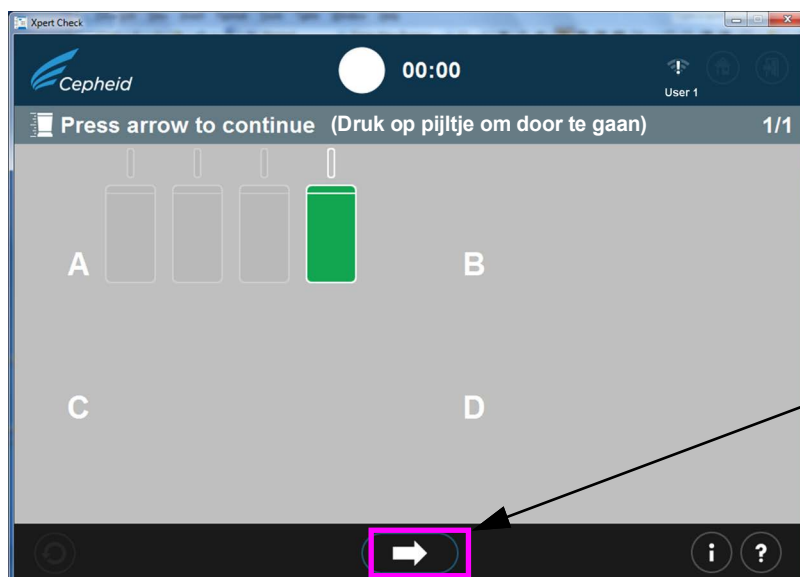 Xpert Check
Cepheid
00:00
User 1
Press arrow to continue (Druk op pijltje om door te gaan) 1/1
A
B
C
D
i ?